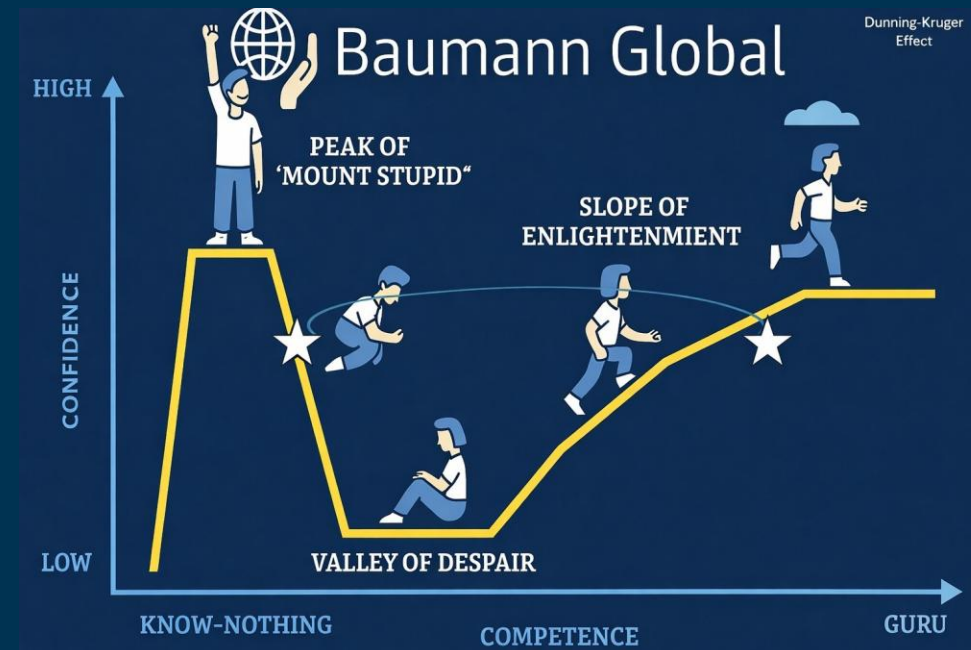 Baumann Global
Dunning-Kruger
Effect
HIGH
PEAK OF
‘MOUNT STUPID“
SLOPE OF
ENLIGHTENMIENT
CONFIDENCE
LOW
VALLEY OF DESPAIR
KNOW-NOTHING
COMPETENCE
GURU